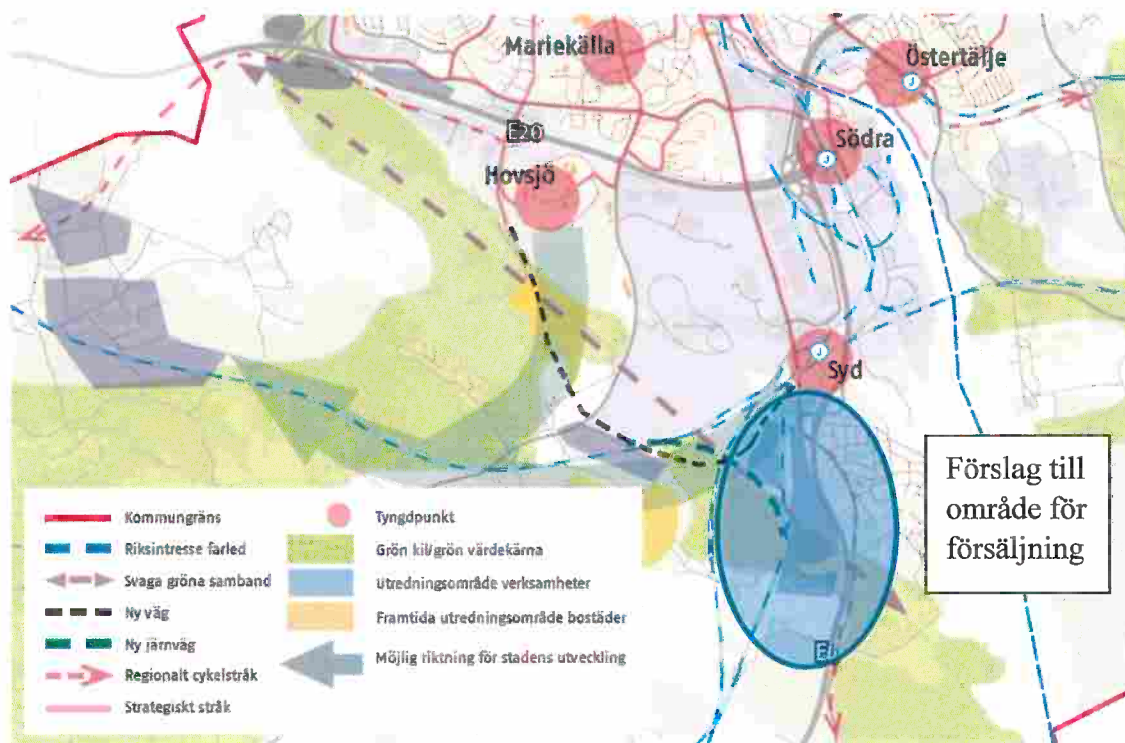 Mariekälla
Östertälje
J
E20
Södra
J
Hovsjö
J
Syd
Förslag till
område för
försäljning
Kommungräns
Riksintresse farled
Svaga gröna samband
Ny väg
Ny järnväg
Regionalt cykelstråk
Strategiskt stråk
Tyngdpunkt
Grön kil/grön värdekärna
Utredningsområde verksamheter
Framtida utredningsområde bostäder
Möjlig riktning för stadens utveckling